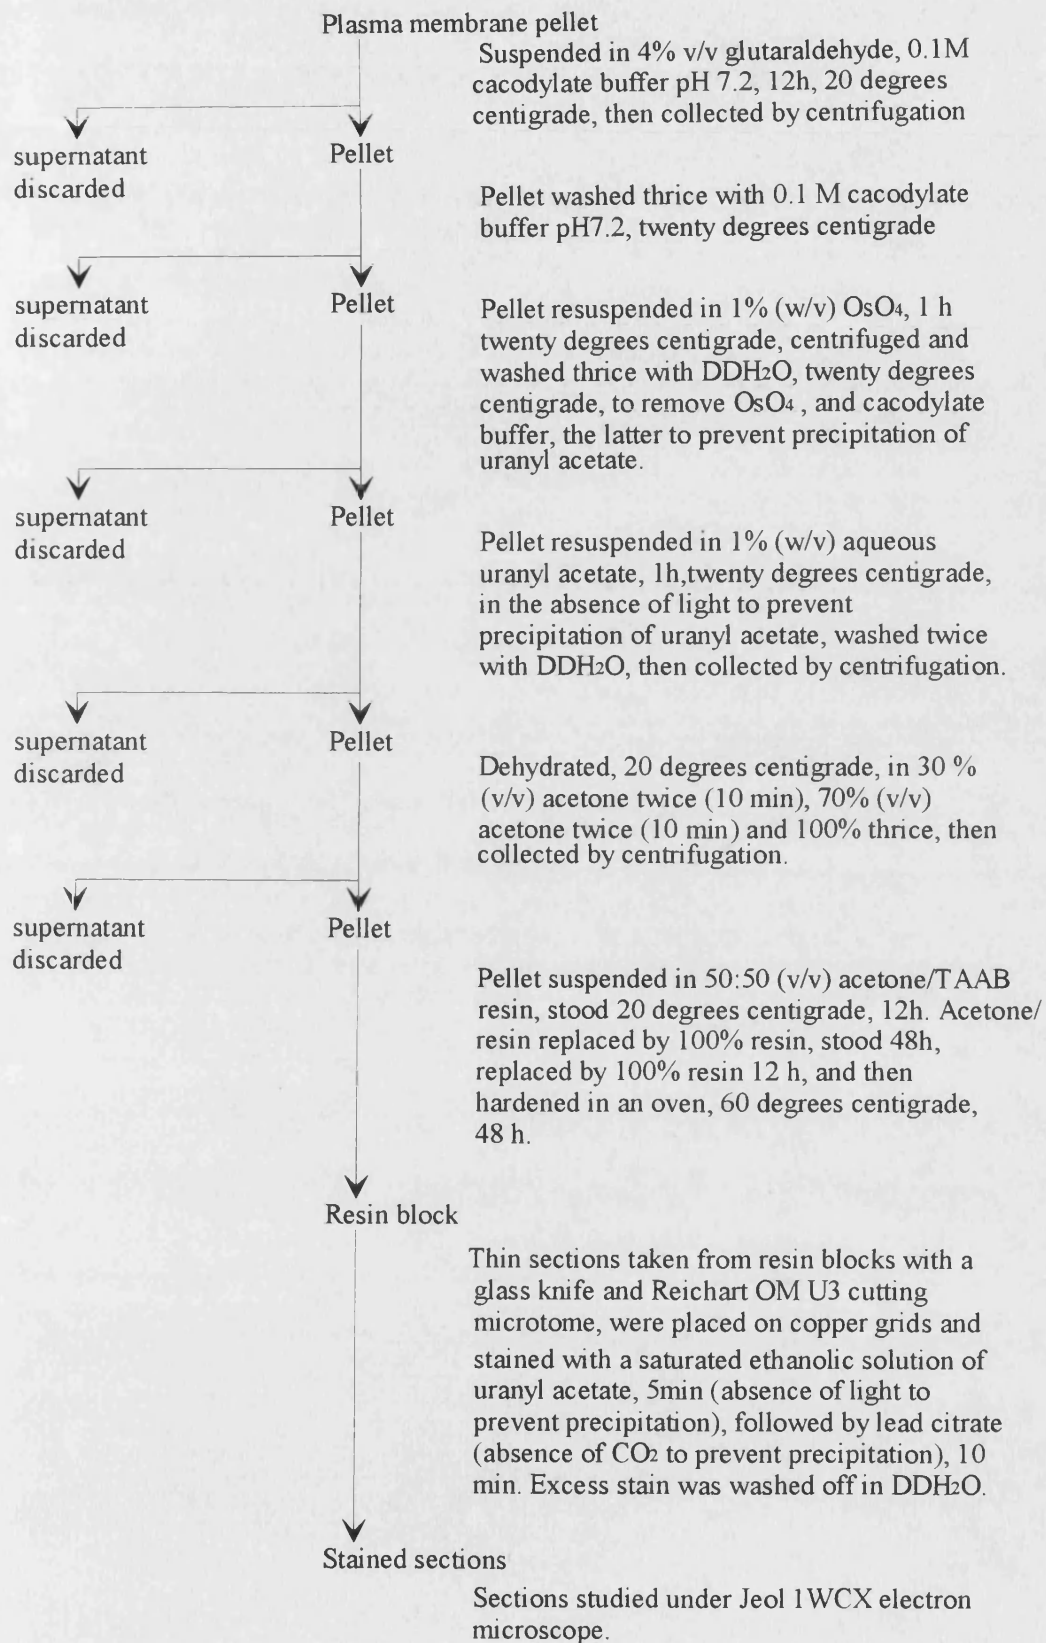 Plasma membrane pellet
Suspended in 4% v/v glutaraldehyde, 0.1M
cacodylate buffer pH 7.2, 12h, 20 degrees
centigrade, then collected by centrifugation
supernatant
discarded
Pellet
Pellet washed thrice with 0.1 M cacodylate
buffer pH7.2, twenty degrees centigrade
supernatant
discarded
Pellet
Pellet resuspended in 1% (w/v) OsO4, 1 h
twenty degrees centigrade, centrifuged and
washed thrice with DDH2O, twenty degrees
centigrade, to remove OsO4 , and cacodylate
buffer, the latter to prevent precipitation of
uranyl acetate.
supernatant
discarded
Pellet
Pellet resuspended in 1% (w/v) aqueous
uranyl acetate, 1h,twenty degrees centigrade,
in the absence of light to prevent
precipitation of uranyl acetate, washed twice
with DDH2O, then collected by centrifugation.
supernatant
discarded
Pellet
Dehydrated, 20 degrees centigrade, in 30 %
(v/v) acetone twice (10 min), 70% (v/v)
acetone twice (10 min) and 100% thrice, then
collected by centrifugation.
supernatant
discarded
Pellet
Pellet suspended in 50:50 (v/v) acetone/TAAB
resin, stood 20 degrees centigrade, 12h. Acetone/
resin replaced by 100% resin, stood 48h,
replaced by 100% resin 12 h, and then
hardened in an oven, 60 degrees centigrade,
48 h.
Resin block
Thin sections taken from resin blocks with a
glass knife and Reichart OM U3 cutting
microtome, were placed on copper grids and
stained with a saturated ethanolic solution of
uranyl acetate, 5min (absence of light to
prevent precipitation), followed by lead citrate
(absence of CO2 to prevent precipitation), 10
min. Excess stain was washed off in DDH2O.
Stained sections
Sections studied under Jeol 1WCX electron
microscope.